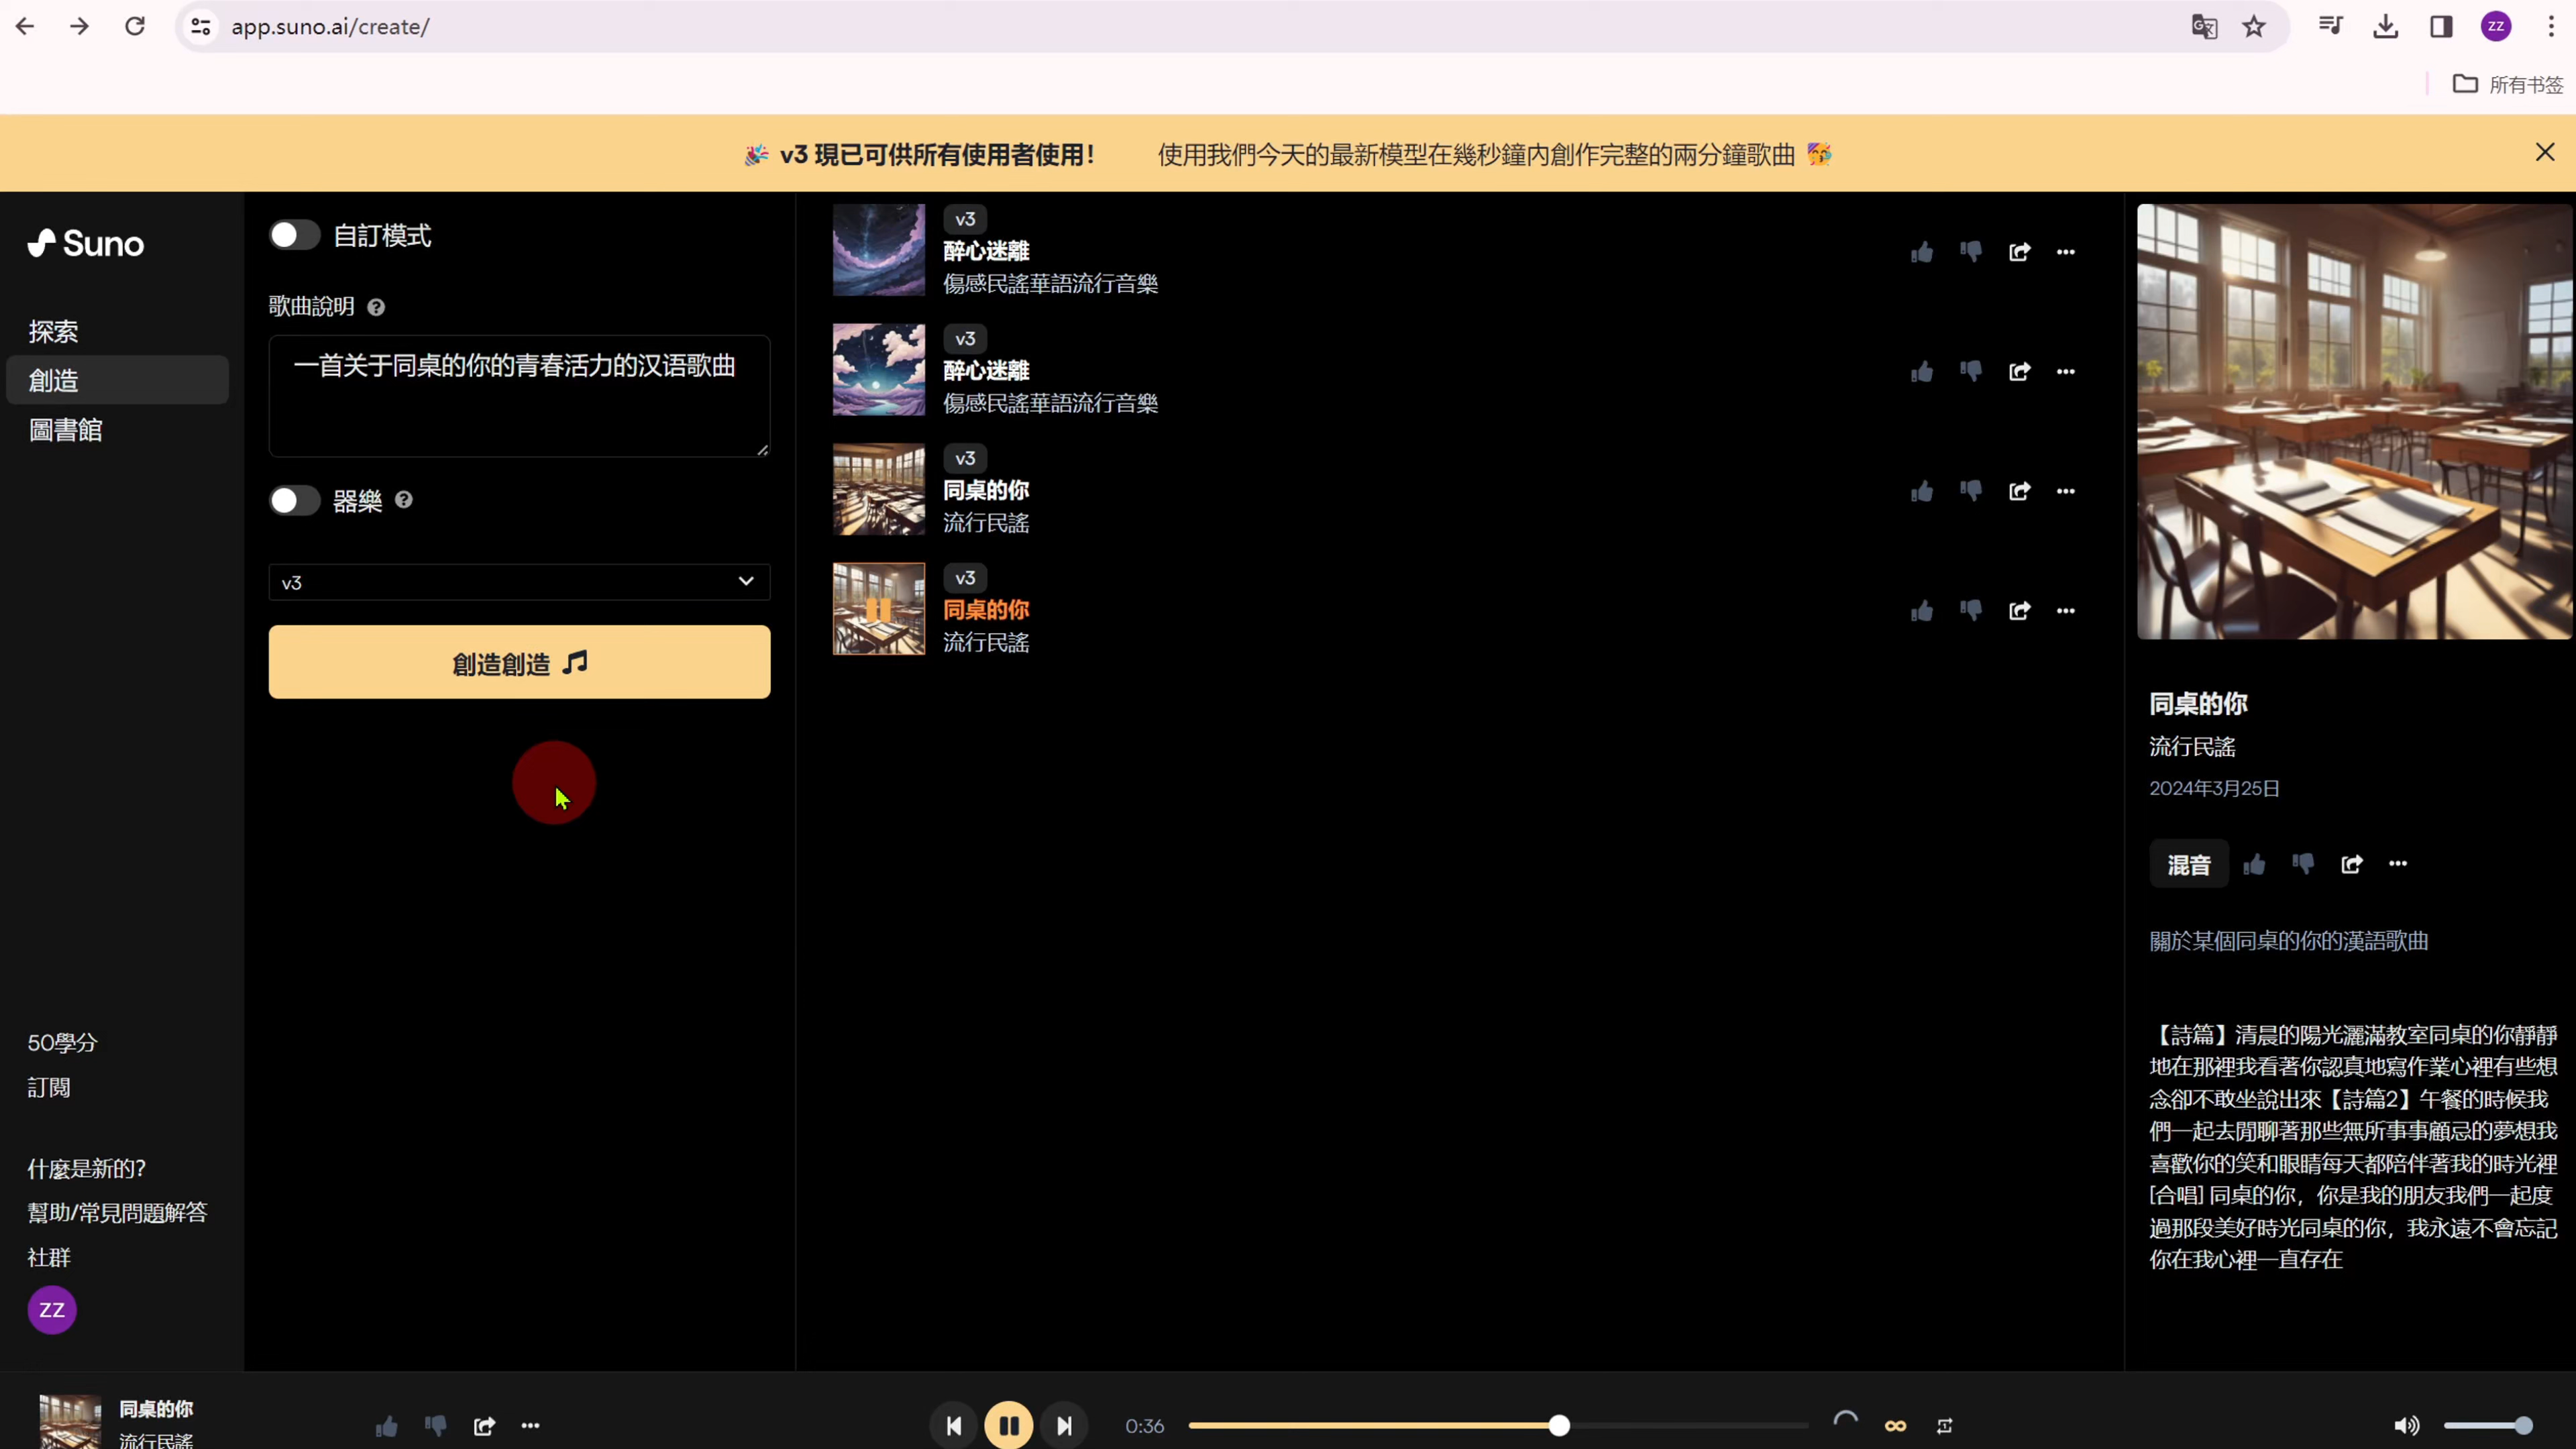 app.suno.ai/create/
ZZ
所有书签
v3 現已可供所有使用者使用！ 使用我們今天的最新模型在幾秒鐘內創作完整的兩分鐘歌曲
Suno
探索
創造
圖書館
50學分
訂閱
什麼是新的?
幫助/常見問題解答
社群
ZZ
自訂模式
歌曲說明
一首关于同桌的你的青春活力的汉语歌曲
器樂
v3
創造創造
v3
醉心迷離
傷感民謠華語流行音樂
v3
醉心迷離
傷感民謠華語流行音樂
v3
同桌的你
流行民謠
v3
同桌的你
流行民謠
同桌的你
流行民謠
2024年3月25日
混音
關於某個同桌的你的漢語歌曲
【詩篇】清晨的陽光灑滿教室同桌的你靜靜
地在那裡我看著你認真地寫作業心裡有些想
念卻不敢坐說出來【詩篇2】午餐的時候我
們一起去閒聊著那些無所事事顧忌的夢想我
喜歡你的笑和眼睛每天都陪伴著我的時光裡
[合唱] 同桌的你，你是我的朋友我們一起度
過那段美好時光同桌的你，我永遠不會忘記
你在我心裡一直存在
同桌的你
流行民謠
0:36